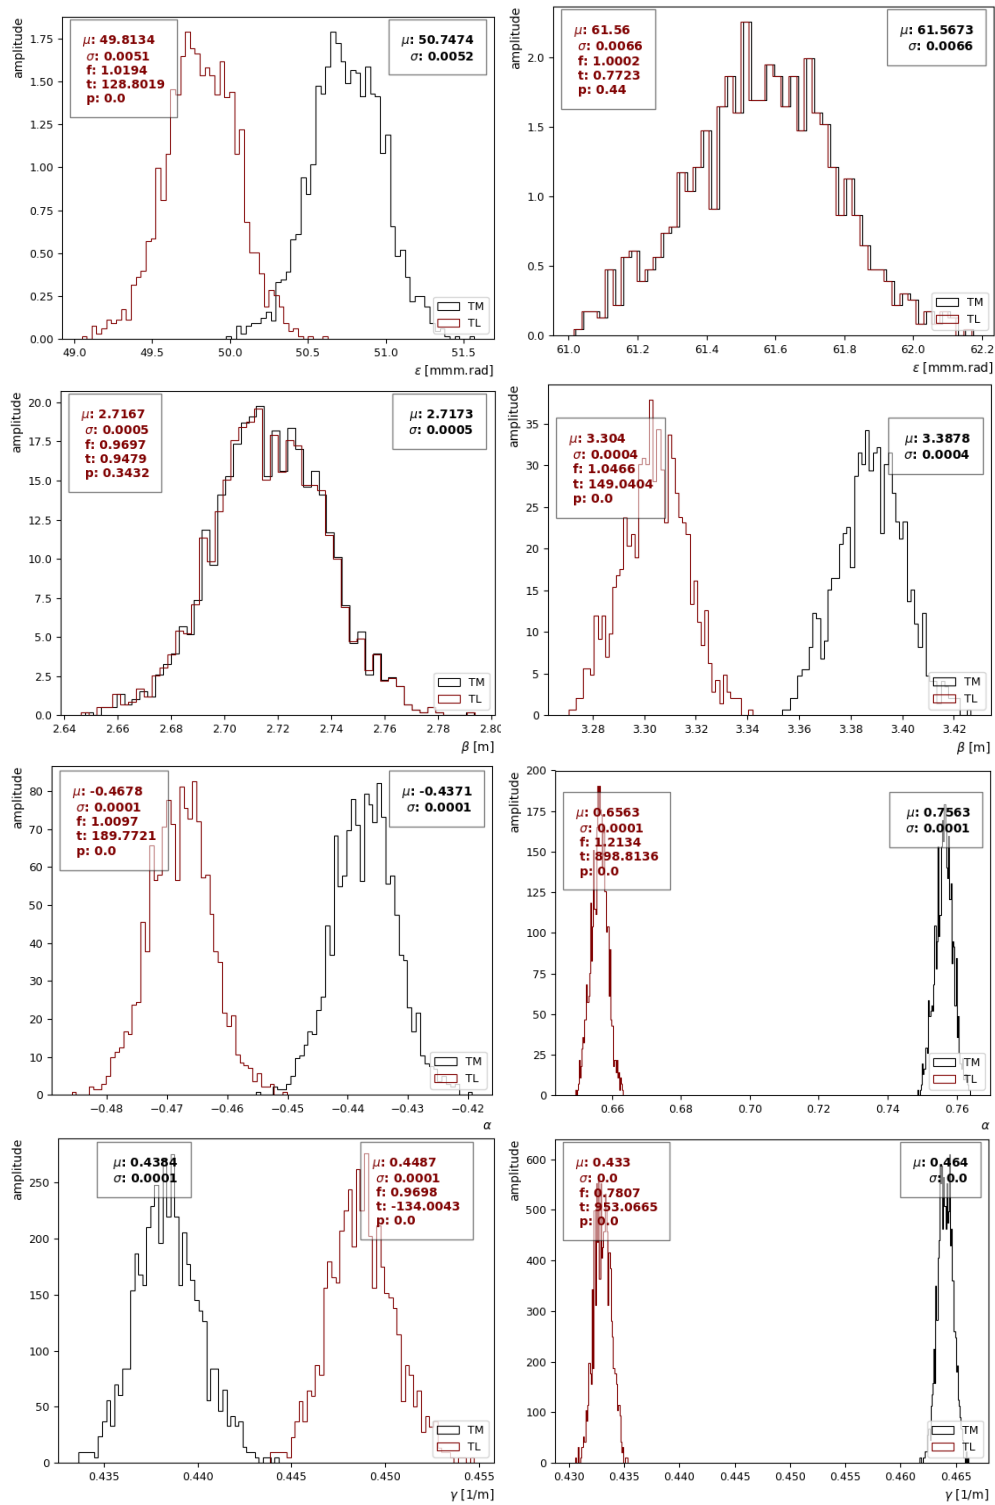 amplitude
1.75
1.50
1.25
1.00
0.75
0.50
0.25
0.00
μ: 49.8134
σ: 0.0051
f: 1.0194
t: 128.8019
p: 0.0
μ: 50.7474
σ: 0.0052
TM
TL
49.0 49.5 50.0 50.5 51.0 51.5
ε [mmm.rad]
amplitude
2.0
1.5
1.0
0.5
0.0
μ: 61.56
σ: 0.0066
f: 1.0002
t: 0.7723
p: 0.44
μ: 61.5673
σ: 0.0066
TM
TL
61.0 61.2 61.4 61.6 61.8 62.0 62.2
ε [mmm.rad]
amplitude
20.0
17.5
15.0
12.5
10.0
7.5
5.0
2.5
0.0
μ: 2.7167
σ: 0.0005
f: 0.9697
t: 0.9479
p: 0.3432
μ: 2.7173
σ: 0.0005
TM
TL
2.64 2.66 2.68 2.70 2.72 2.74 2.76 2.78 2.80
β [m]
amplitude
35
30
25
20
15
10
5
0
μ: 3.304
σ: 0.0004
f: 1.0466
t: 149.0404
p: 0.0
μ: 3.3878
σ: 0.0004
TM
TL
3.28 3.30 3.32 3.34 3.36 3.38 3.40 3.42
β [m]
amplitude
80
70
60
50
40
30
20
10
0
μ: -0.4678
σ: 0.0001
f: 1.0097
t: 189.7721
p: 0.0
μ: -0.4371
σ: 0.0001
TM
TL
−0.48 −0.47 −0.46 −0.45 −0.44 −0.43 −0.42
α
amplitude
200
175
150
125
100
75
50
25
0
μ: 0.6563
σ: 0.0001
f: 1.2134
t: 898.8136
p: 0.0
μ: 0.7563
σ: 0.0001
TM
TL
0.66 0.68 0.70 0.72 0.74 0.76
α
amplitude
250
200
150
100
50
0
μ: 0.4384
σ: 0.0001
μ: 0.4487
σ: 0.0001
f: 0.9698
t: -134.0043
p: 0.0
TM
TL
0.435 0.440 0.445 0.450 0.455
γ [1/m]
amplitude
600
500
400
300
200
100
0
μ: 0.433
σ: 0.0
f: 0.7807
t: 953.0665
p: 0.0
μ: 0.464
σ: 0.0
TM
TL
0.430 0.435 0.440 0.445 0.450 0.455 0.460 0.465
γ [1/m]